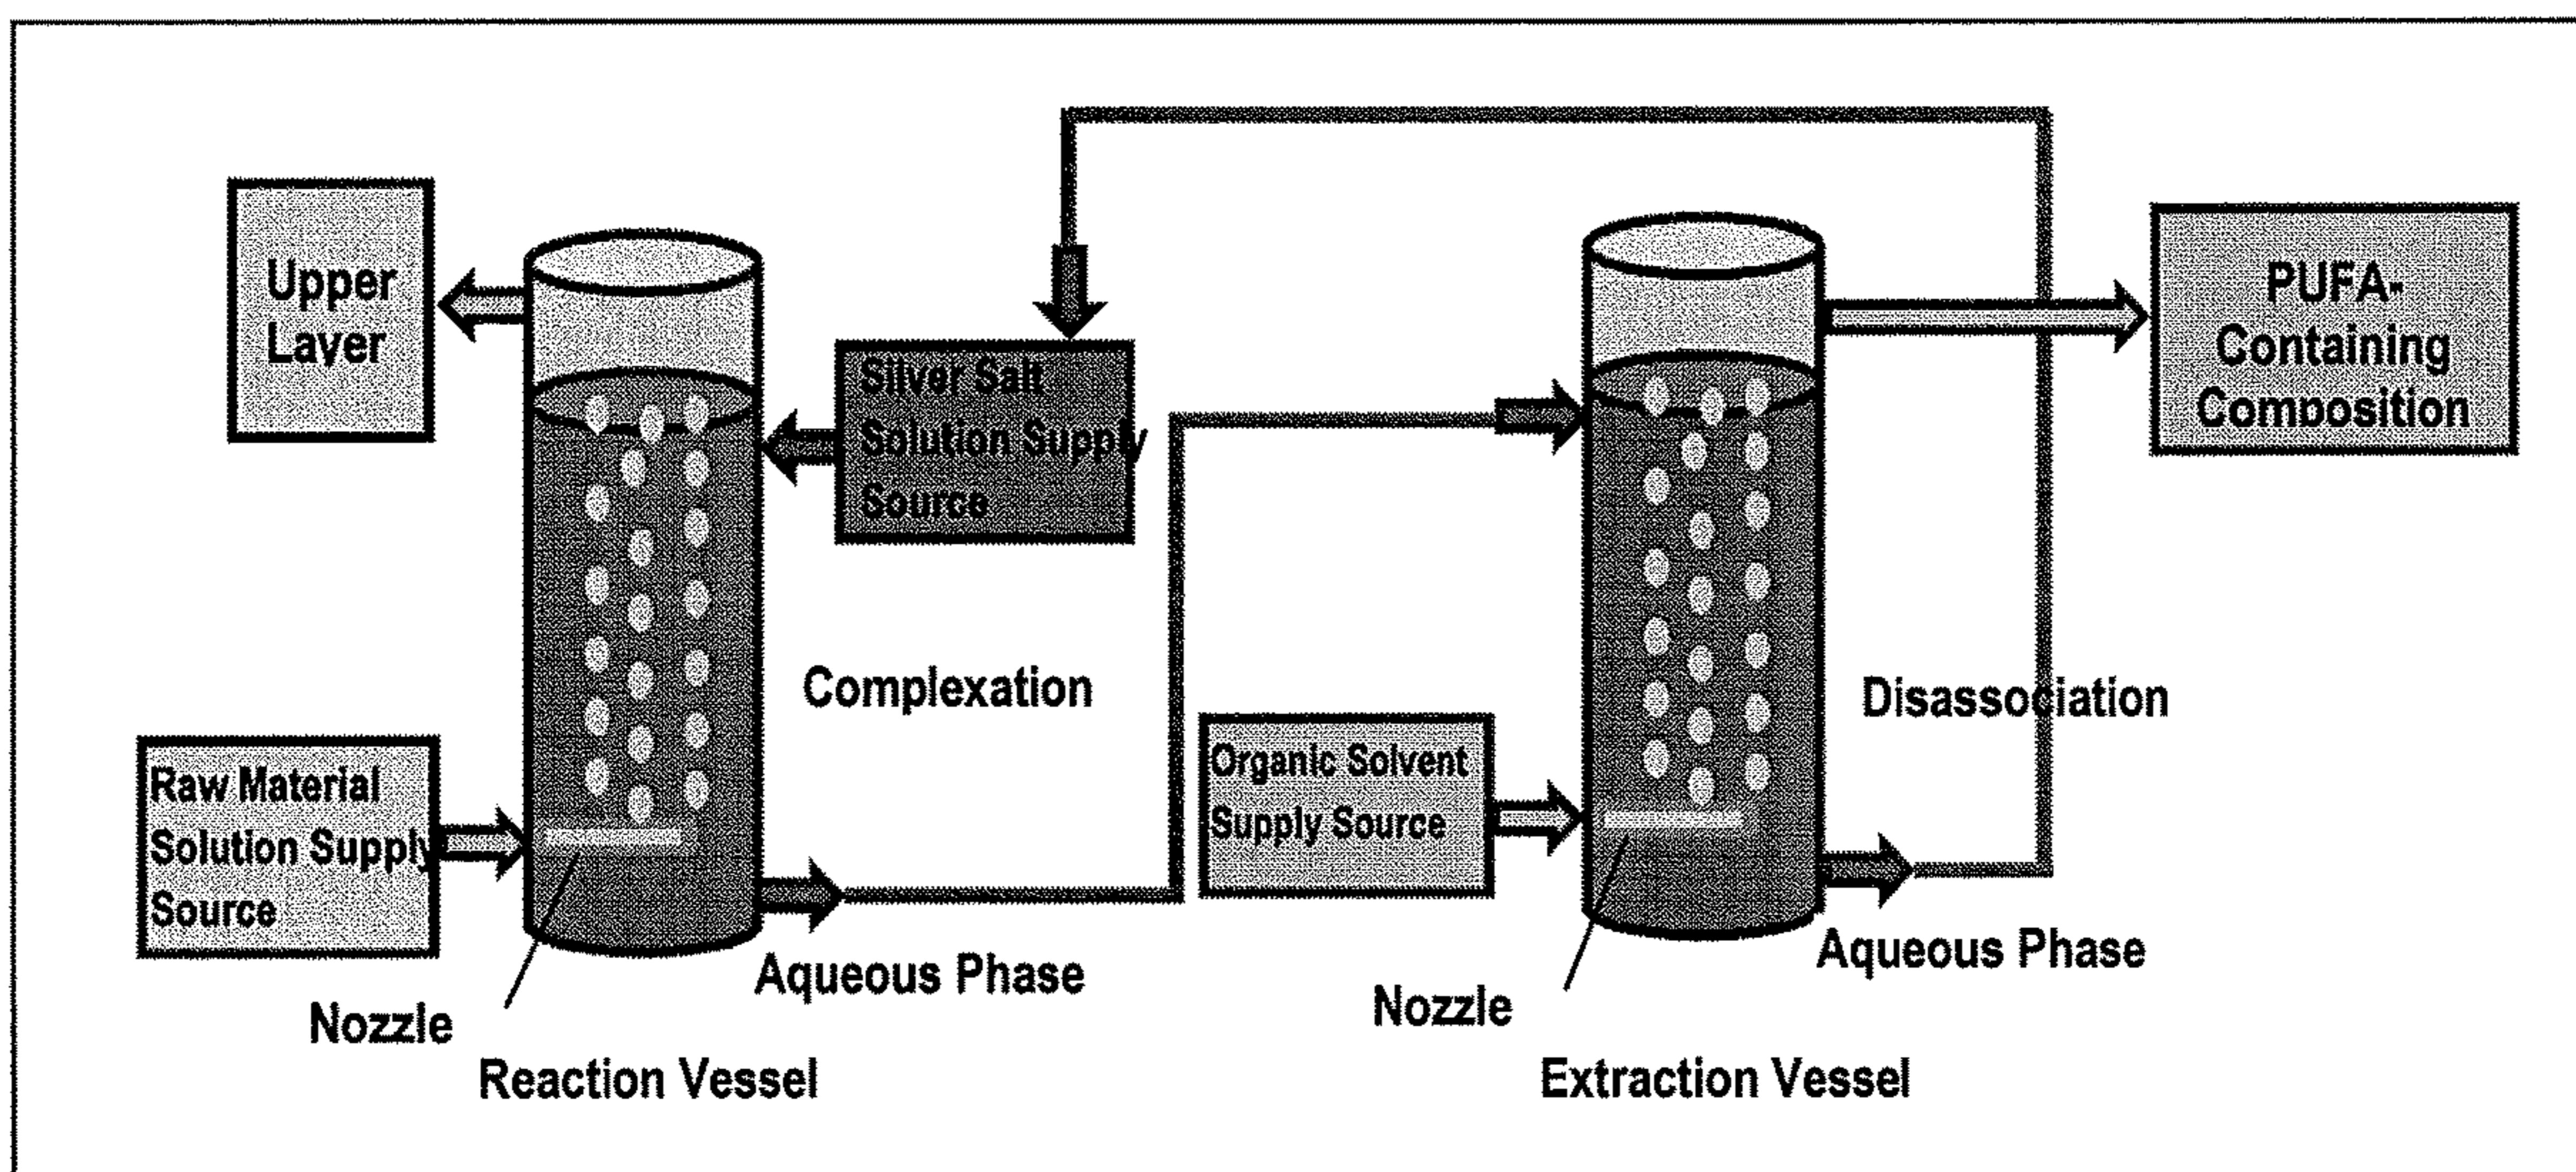 Upper
Layer
Silver Salt
Solution Supply
Source
PUFA-
Containing
Composition
Complexation
Disassociation
Raw Material
Solution Supply
Source
Organic Solvent
Supply Source
Aqueous Phase
Aqueous Phase
Nozzle
Nozzle
Reaction Vessel
Extraction Vessel